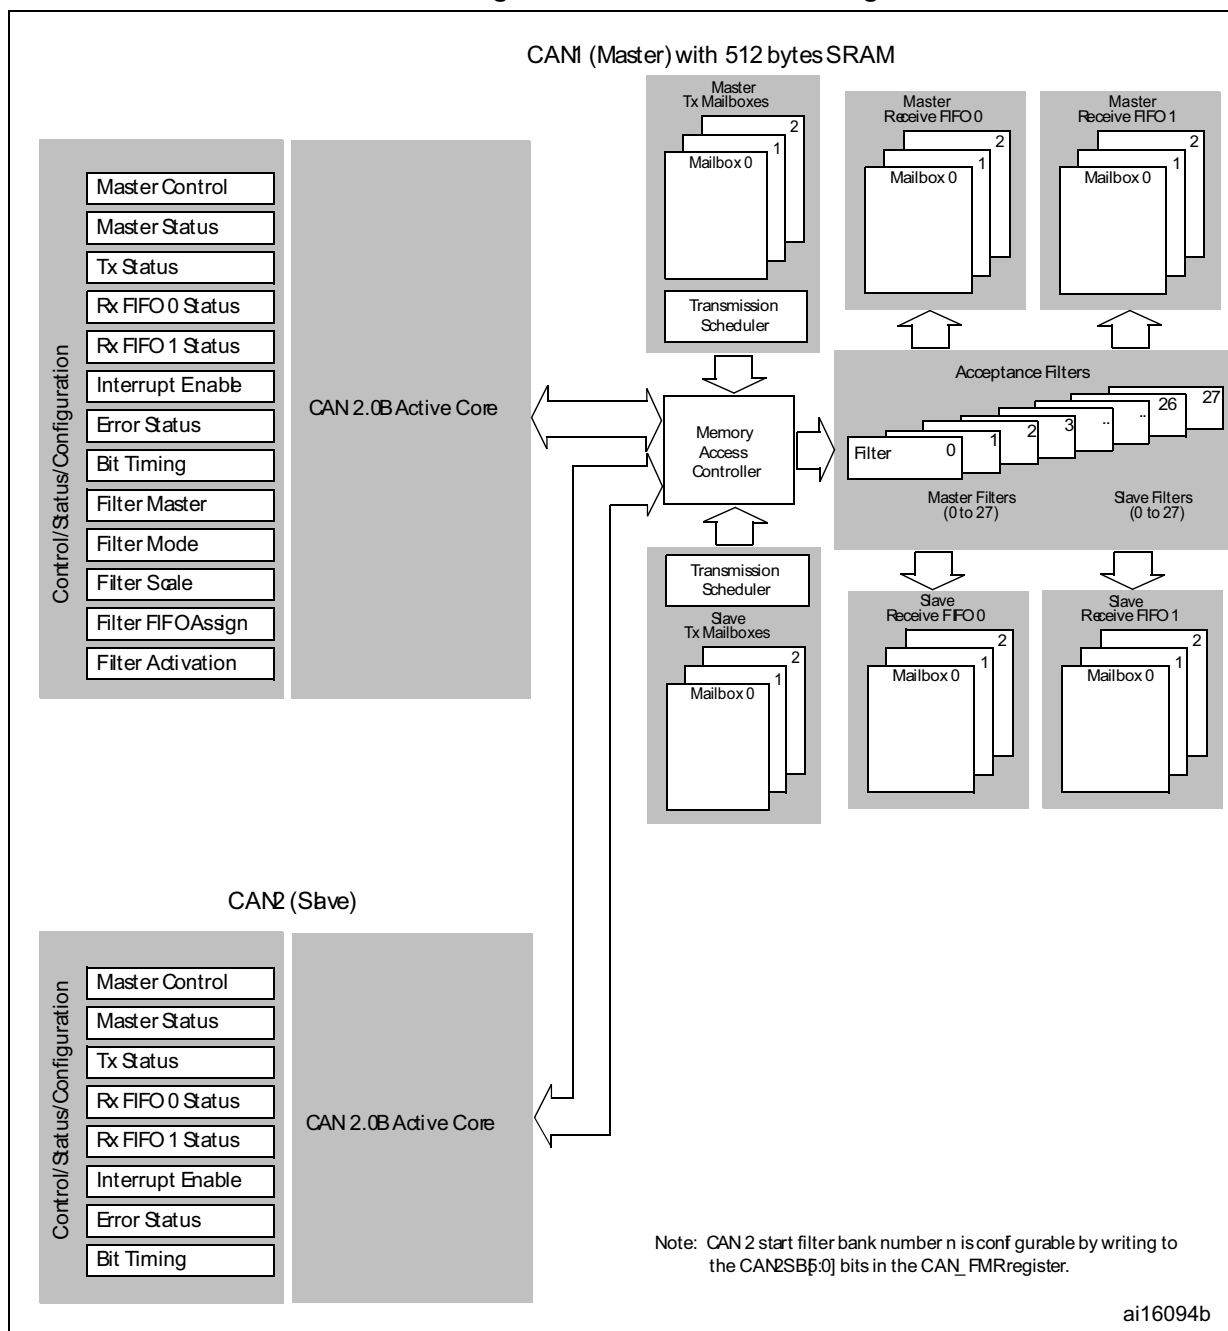 CAN1 (Master) with 512 bytes SRAM
Control/Status/Configuration
Master Control
Master Status
Tx Status
Rx FIFO 0 Status
Rx FIFO 1 Status
Interrupt Enable
Error Status
Bit Timing
Filter Master
Filter Mode
Filter Scale
Filter FIFO Assign
Filter Activation
CAN 2.0B Active Core
Master
Tx Mailboxes
2
1
Mailbox 0
Transmission
Scheduler
Master
Receive FIFO 0
2
1
Mailbox 0
Master
Receive FIFO 1
2
1
Mailbox 0
Memory
Access
Controller
Acceptance Filters
Filter 0 1 2 3 .. .. 26 27
Master Filters
(0 to 27)
Slave Filters
(0 to 27)
Transmission
Scheduler
Slave
Tx Mailboxes
2
1
Mailbox 0
Slave
Receive FIFO 0
2
1
Mailbox 0
Slave
Receive FIFO 1
2
1
Mailbox 0
CAN2 (Slave)
Control/Status/Configuration
Master Control
Master Status
Tx Status
Rx FIFO 0 Status
Rx FIFO 1 Status
Interrupt Enable
Error Status
Bit Timing
CAN 2.0B Active Core
Note: CAN 2 start filter bank number n is configurable by writing to
the CAN2SB[5:0] bits in the CAN_FMR register.
ai16094b